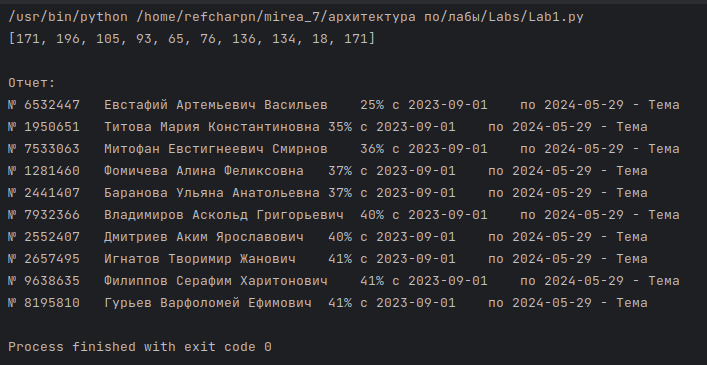 /usr/bin/python /home/refcharpn/mirea_7/архитектура по/лабы/Labs/Lab1.py
[171, 196, 105, 93, 65, 76, 136, 134, 18, 171]
Отчет:
№ 6532447   Евстафий Артемьевич Васильев    25% с 2023-09-01    по 2024-05-29 - Тема
№ 1950651   Титова Мария Константиновна 35% с 2023-09-01    по 2024-05-29 - Тема
№ 7533063   Митофан Евстигнеевич Смирнов    36% с 2023-09-01    по 2024-05-29 - Тема
№ 1281460   Фомичева Алина Феликсовна   37% с 2023-09-01    по 2024-05-29 - Тема
№ 2441407   Баранова Ульяна Анатольевна 37% с 2023-09-01    по 2024-05-29 - Тема
№ 7932366   Владимиров Аскольд Григорьевич  40% с 2023-09-01    по 2024-05-29 - Тема
№ 2552407   Дмитриев Аким Ярославович   40% с 2023-09-01    по 2024-05-29 - Тема
№ 2657495   Игнатов Творимир Жанович    41% с 2023-09-01    по 2024-05-29 - Тема
№ 9638635   Филиппов Серафим Харитонович    41% с 2023-09-01    по 2024-05-29 - Тема
№ 8195810   Гурьев Варфоломей Ефимович  41% с 2023-09-01    по 2024-05-29 - Тема
Process finished with exit code 0